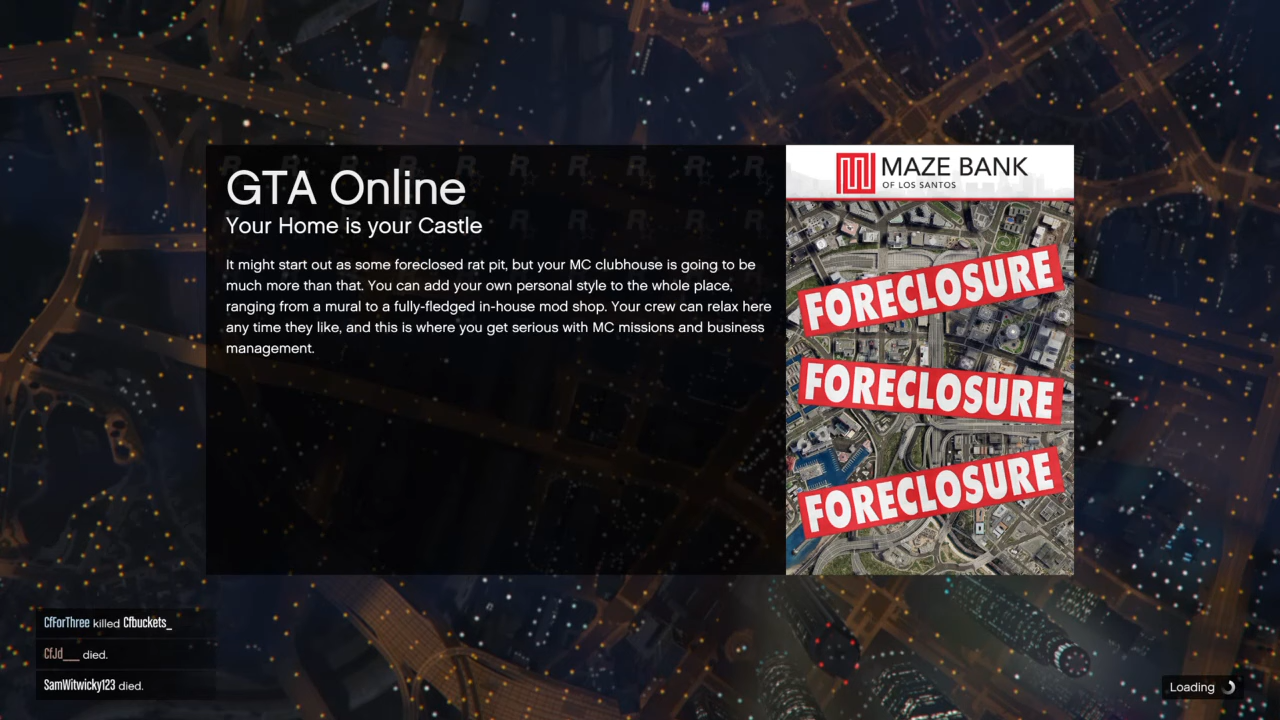 GTA Online
Your Home is your Castle
It might start out as some foreclosed rat pit, but your MC clubhouse is going to be
much more than that. You can add your own personal style to the whole place,
ranging from a mural to a fully-fledged in-house mod shop. Your crew can relax here
any time they like, and this is where you get serious with MC missions and business
management.
MAZE BANK
OF LOS SANTOS
FORECLOSURE
FORECLOSURE
FORECLOSURE
CfForThree killed Cfbuckets_
CfJd___ died.
SamWitwicky123 died.
Loading